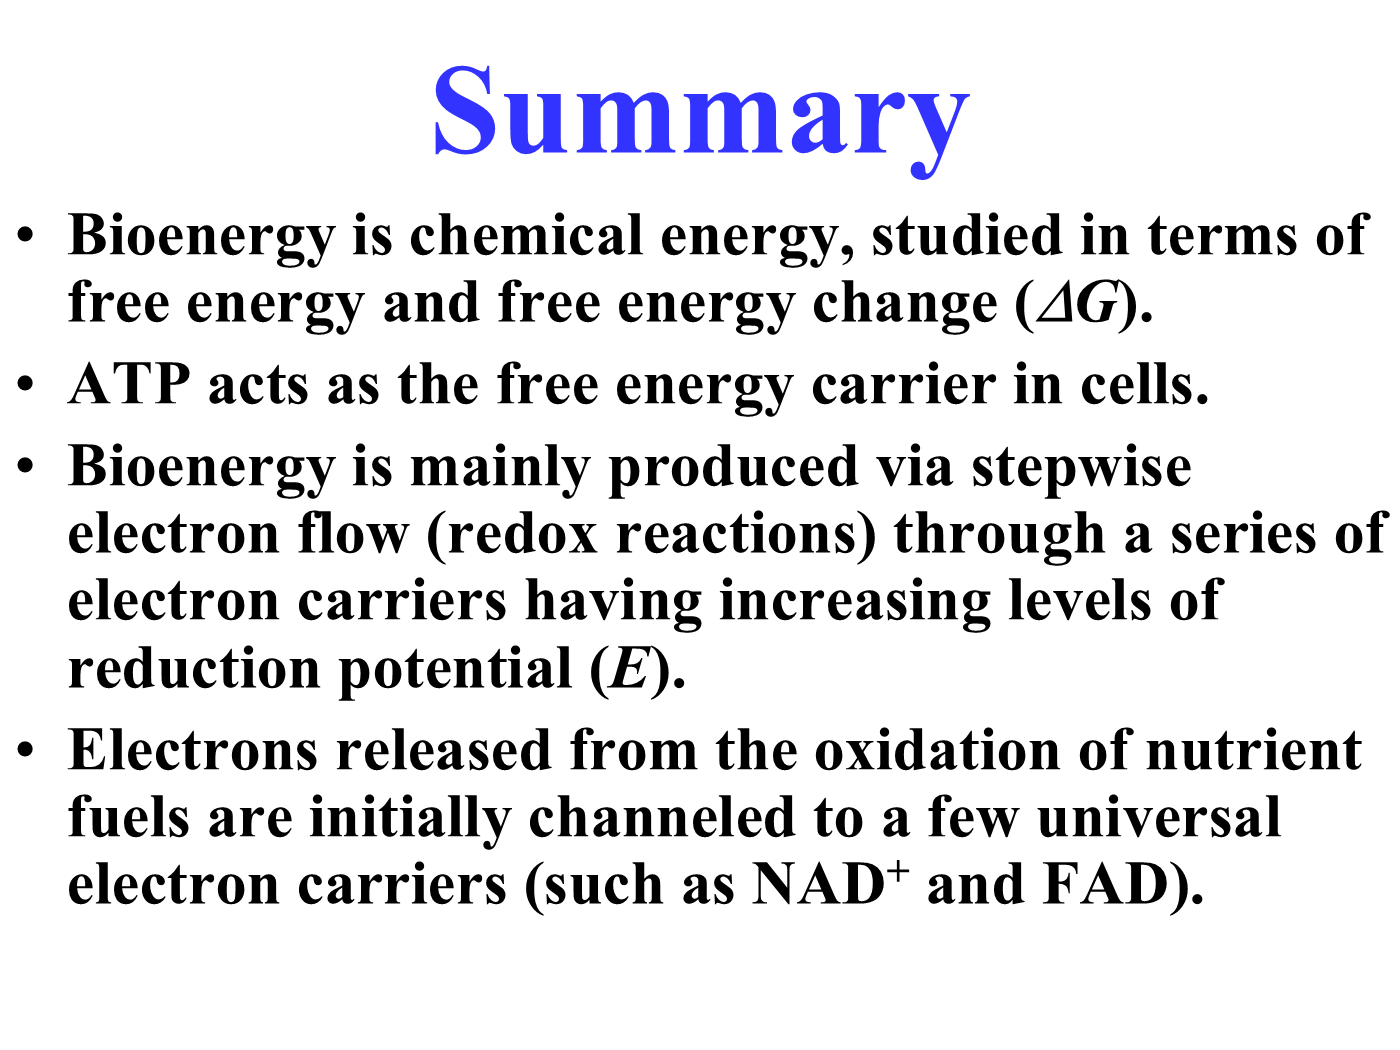 Summary
• Bioenergy is chemical energy, studied in terms of
free energy and free energy change (ΔG).
• ATP acts as the free energy carrier in cells.
• Bioenergy is mainly produced via stepwise
electron flow (redox reactions) through a series of
electron carriers having increasing levels of
reduction potential (E).
• Electrons released from the oxidation of nutrient
fuels are initially channeled to a few universal
electron carriers (such as NAD⁺ and FAD).